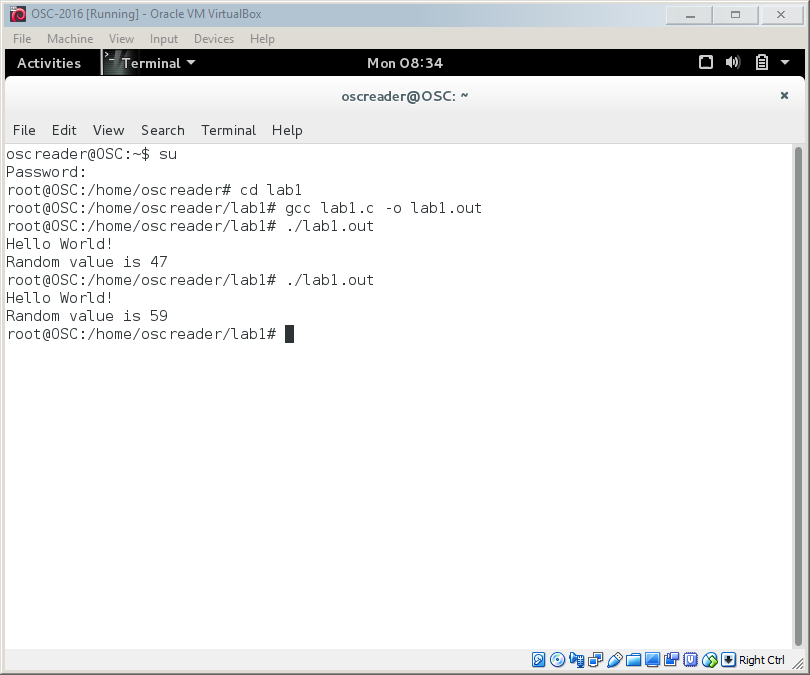 OSC-2016 [Running] - Oracle VM VirtualBox
File Machine View Input Devices Help
Activities Terminal Mon 08:34
oscreader@OSC: ~
File Edit View Search Terminal Help
oscreader@OSC:~$ su
Password:
root@OSC:/home/oscreader# cd lab1
root@OSC:/home/oscreader/lab1# gcc lab1.c -o lab1.out
root@OSC:/home/oscreader/lab1# ./lab1.out
Hello World!
Random value is 47
root@OSC:/home/oscreader/lab1# ./lab1.out
Hello World!
Random value is 59
root@OSC:/home/oscreader/lab1#
Right Ctrl